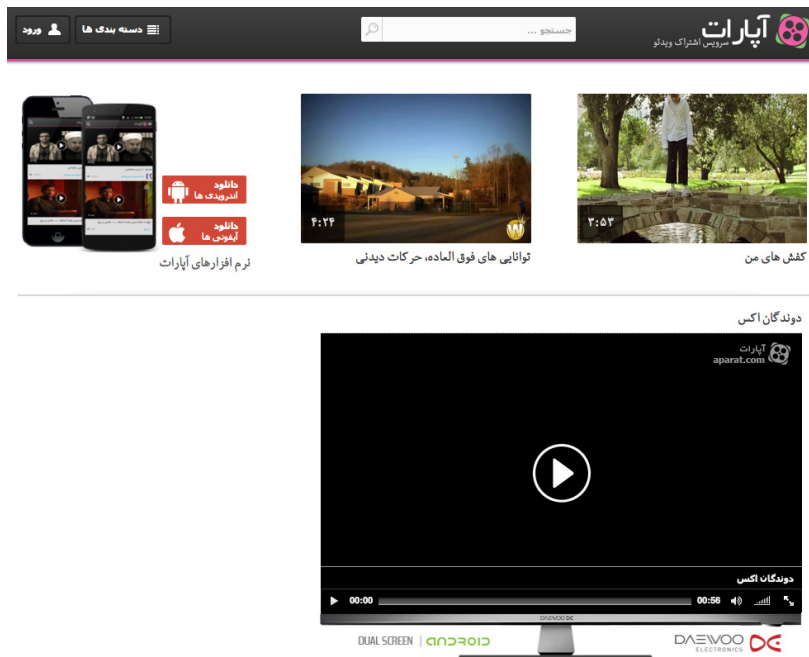 آپارات
سرویس اشتراک ویدئو
جستجو ...
دسته بندی ها
ورود
۳:۵۳
۴:۲۴
دانلود
اندرویدی ها
دانلود
آیفونی ها
کفش های من
توانایی های فوق العاده، حرکات دیدنی
نرم افزارهای آپارات
دوندگان اکس
آپارات
aparat.com
دوندگان اکس
00:00
00:56
DAEWOO
DUAL SCREEN | ANDROID
DAEWOO
ELECTRONICS